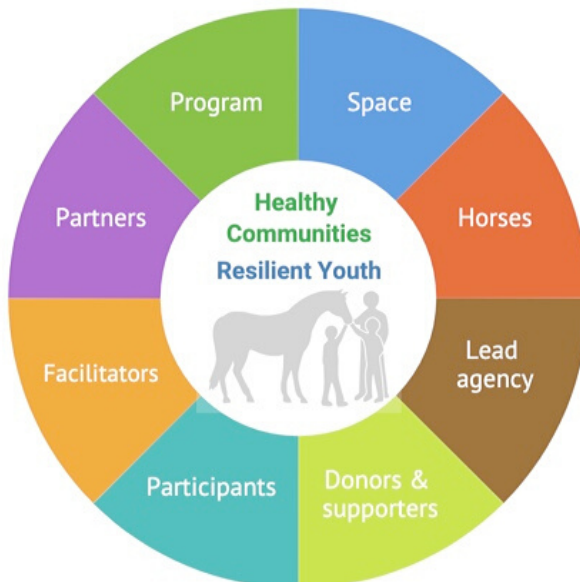 Program
Space
Horses
Lead
agency
Donors &
supporters
Participants
Facilitators
Partners
Healthy
Communities
Resilient Youth